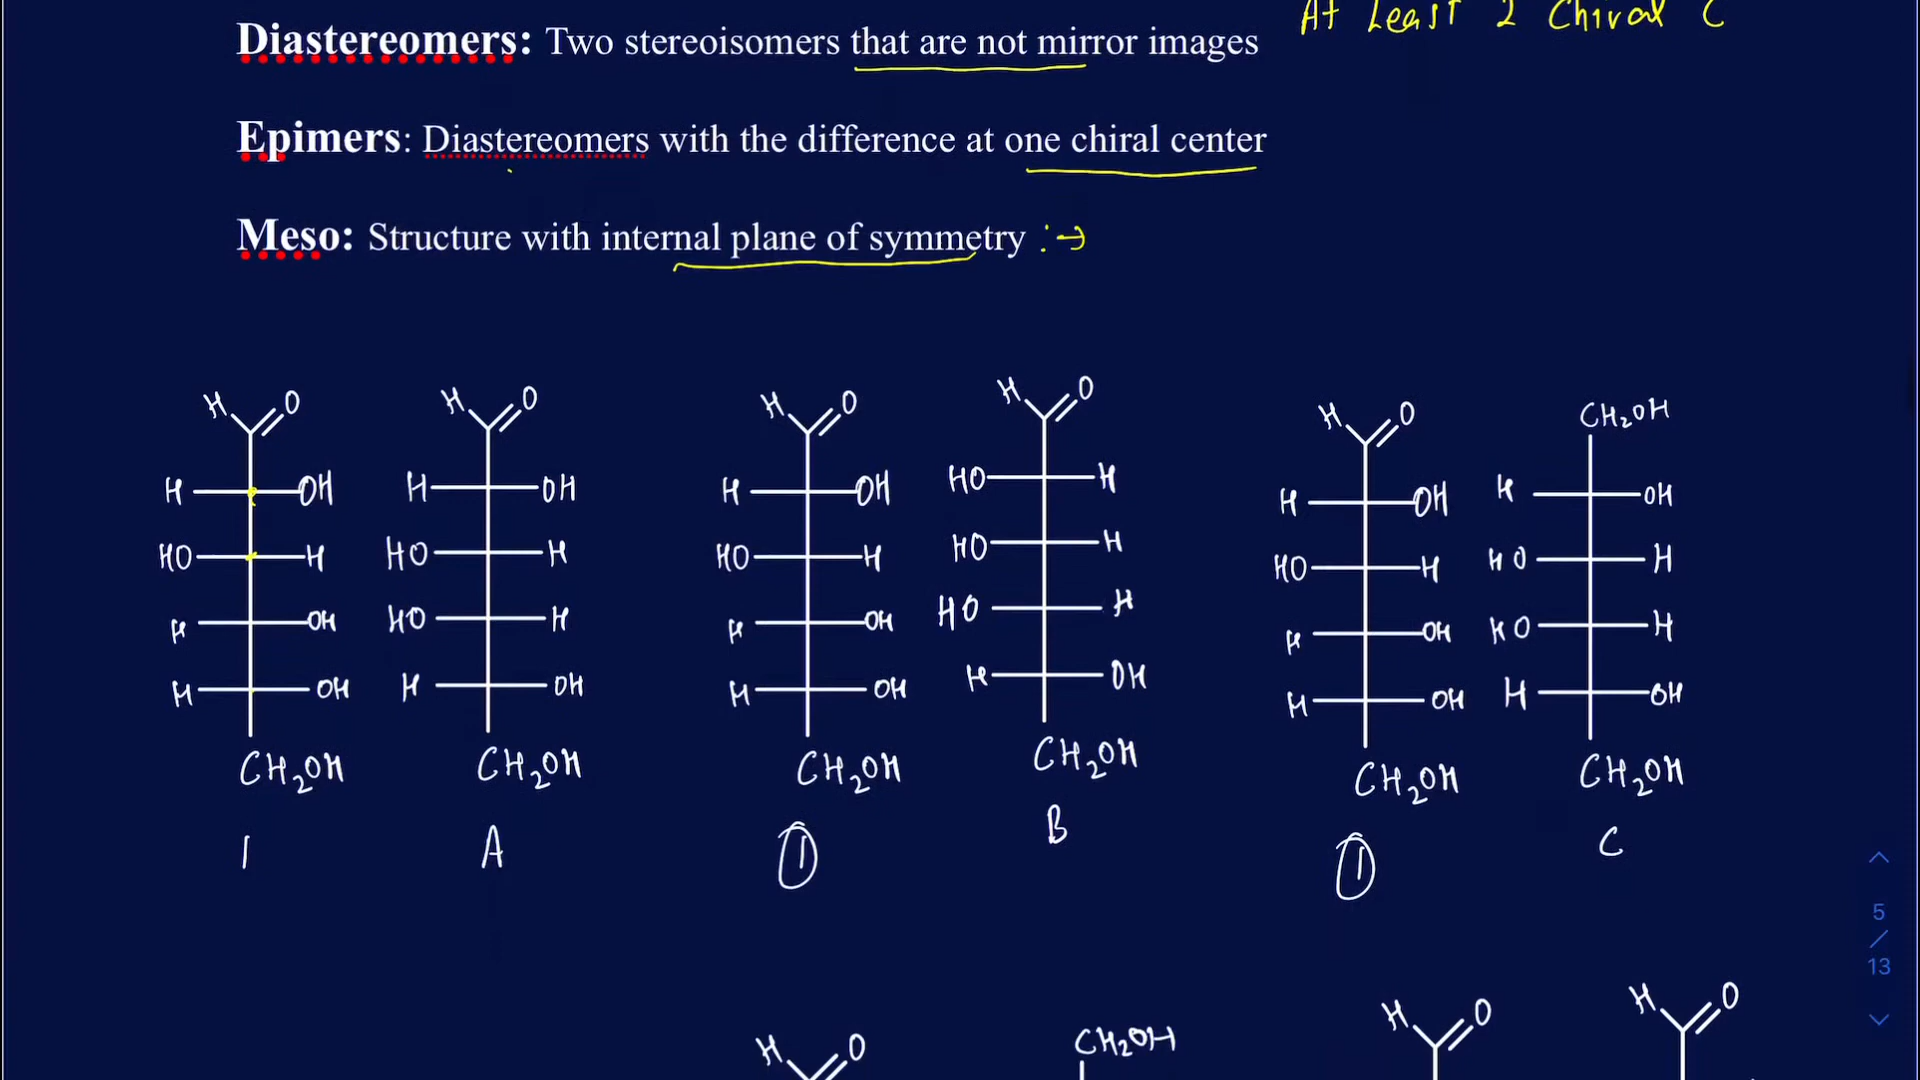 At Least 2 Chiral C
Diastereomers: Two stereoisomers that are not mirror images
Epimers: Diastereomers with the difference at one chiral center
Meso: Structure with internal plane of symmetry :→
H O H O H O H O H O CH₂OH
H OH H OH H OH HO H H OH H OH
HO H HO H HO H HO H HO H HO H
H OH HO H H OH HO H H OH HO H
H OH H OH H OH H OH H OH H OH
CH₂OH CH₂OH CH₂OH CH₂OH CH₂OH CH₂OH
1 A ① B ① C
5
/
13
H O CH₂OH H O H O